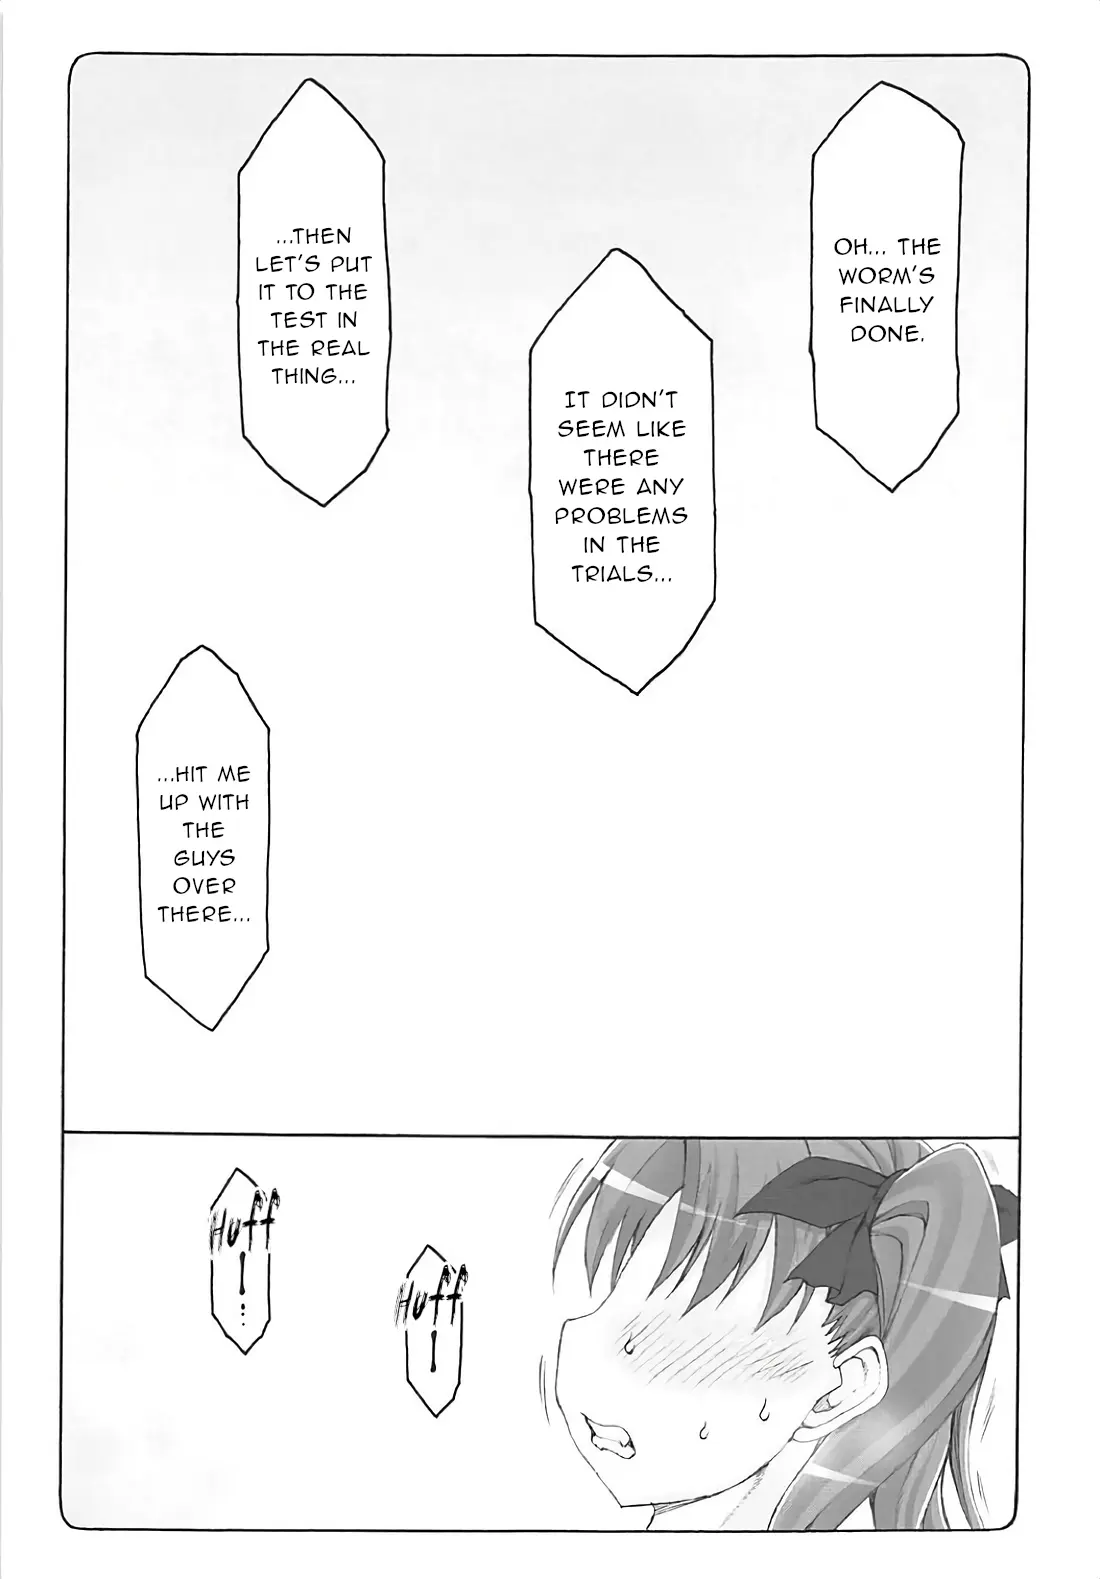 OH... THE
WORM'S
FINALLY
DONE.
IT DIDN'T
SEEM LIKE
THERE
WERE ANY
PROBLEMS
IN THE
TRIALS...
...THEN
LET'S PUT
IT TO THE
TEST IN
THE REAL
THING...
...HIT ME
UP WITH
THE
GUYS
OVER
THERE...
Huff
!
Huff
!...